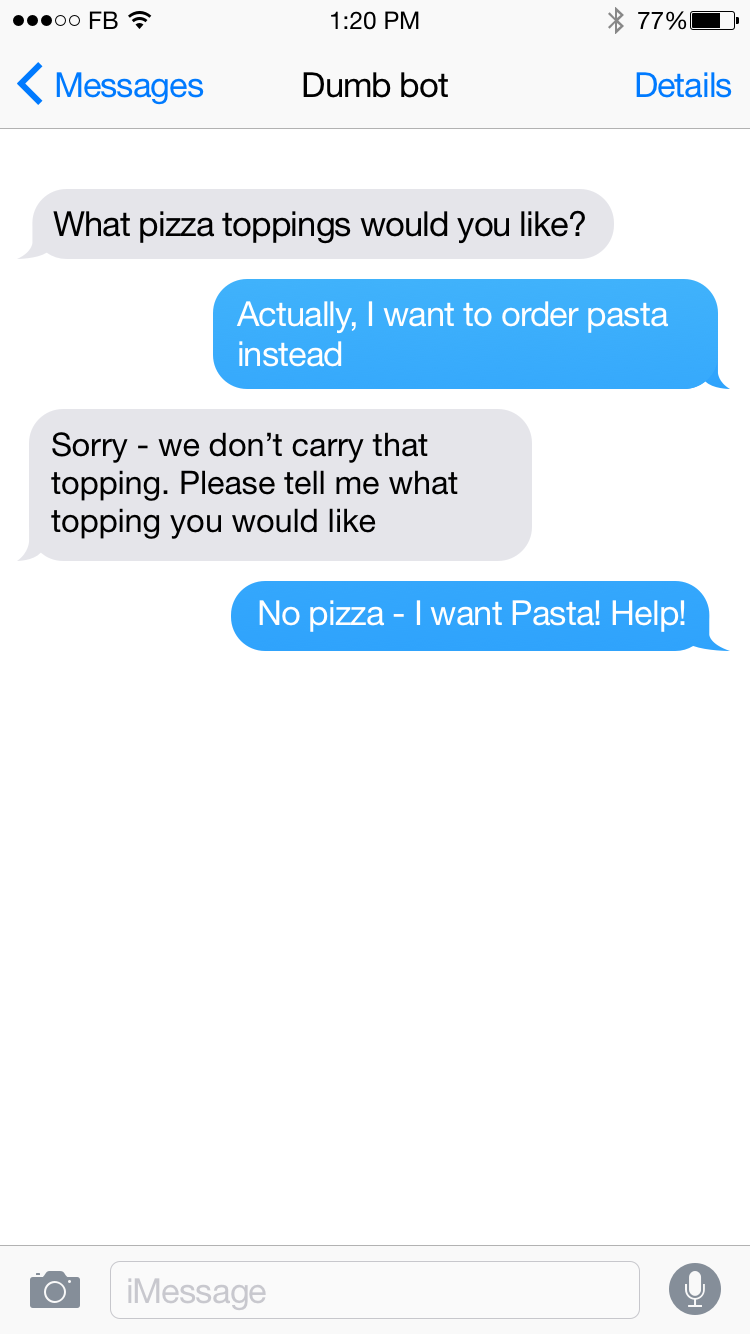 FB 1:20 PM 77%
Messages Dumb bot Details
What pizza toppings would you like?
Actually, I want to order pasta
instead
Sorry - we don’t carry that
topping. Please tell me what
topping you would like
No pizza - I want Pasta! Help!
iMessage